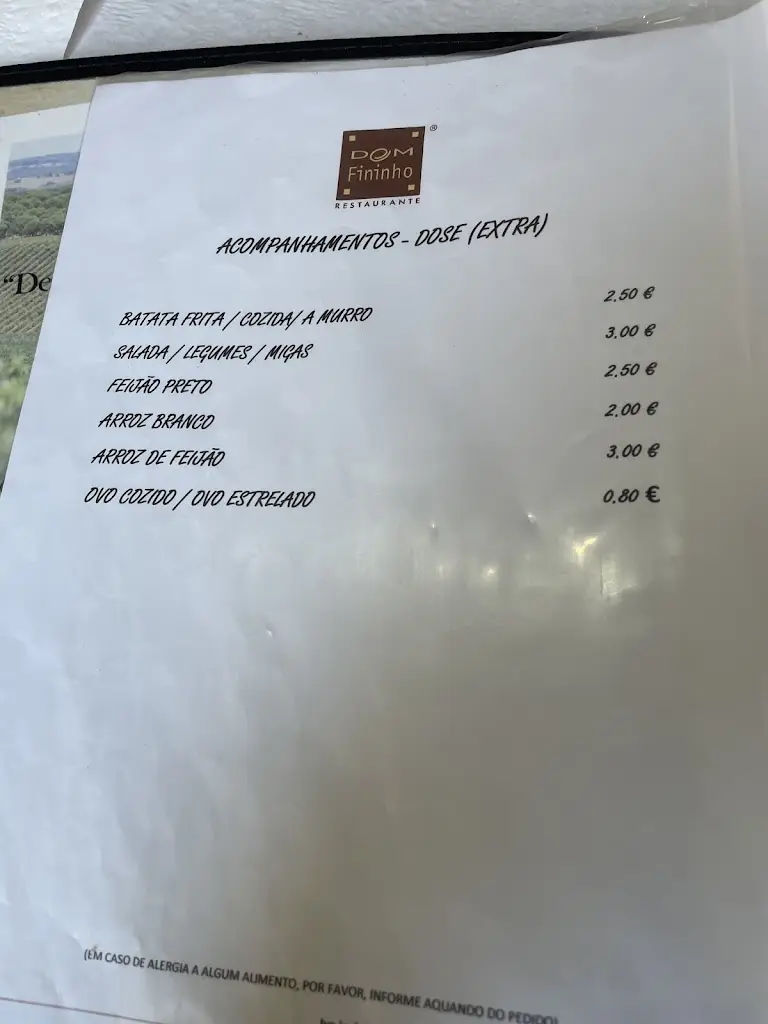 "De
DOM
Fininho
RESTAURANTE
ACOMPANHAMENTOS - DOSE (EXTRA)
BATATA FRITA / COZIDA/ A MURRO 2.50 €
SALADA / LEGUMES / MIGAS 3.00 €
FEIJÃO PRETO 2.50 €
ARROZ BRANCO 2.00 €
ARROZ DE FEIJÃO 3.00 €
OVO COZIDO / OVO ESTRELADO 0.80 €
(EM CASO DE ALERGIA A ALGUM ALIMENTO, POR FAVOR, INFORME AQUANDO DO PEDIDO)